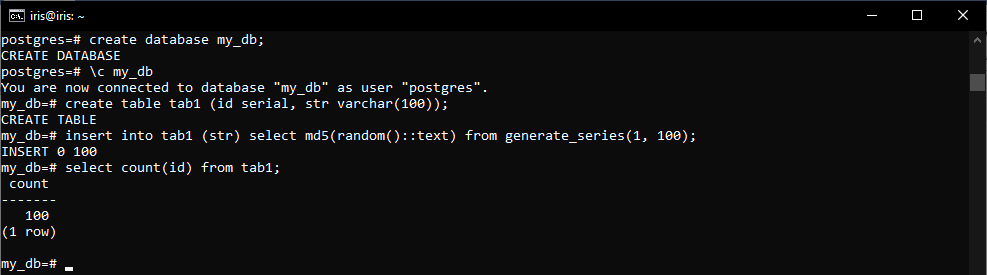 iris@iris: ~
postgres=# create database my_db;
CREATE DATABASE
postgres=# \c my_db
You are now connected to database "my_db" as user "postgres".
my_db=# create table tab1 (id serial, str varchar(100));
CREATE TABLE
my_db=# insert into tab1 (str) select md5(random()::text) from generate_series(1, 100);
INSERT 0 100
my_db=# select count(id) from tab1;
 count
-------
   100
(1 row)

my_db=#